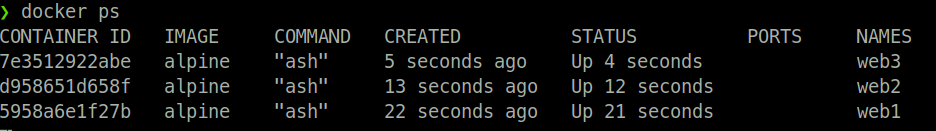 ❯ docker ps
CONTAINER ID   IMAGE     COMMAND   CREATED          STATUS          PORTS     NAMES
7e3512922abe   alpine    "ash"     5 seconds ago    Up 4 seconds              web3
d958651d658f   alpine    "ash"     13 seconds ago   Up 12 seconds             web2
5958a6e1f27b   alpine    "ash"     22 seconds ago   Up 21 seconds             web1